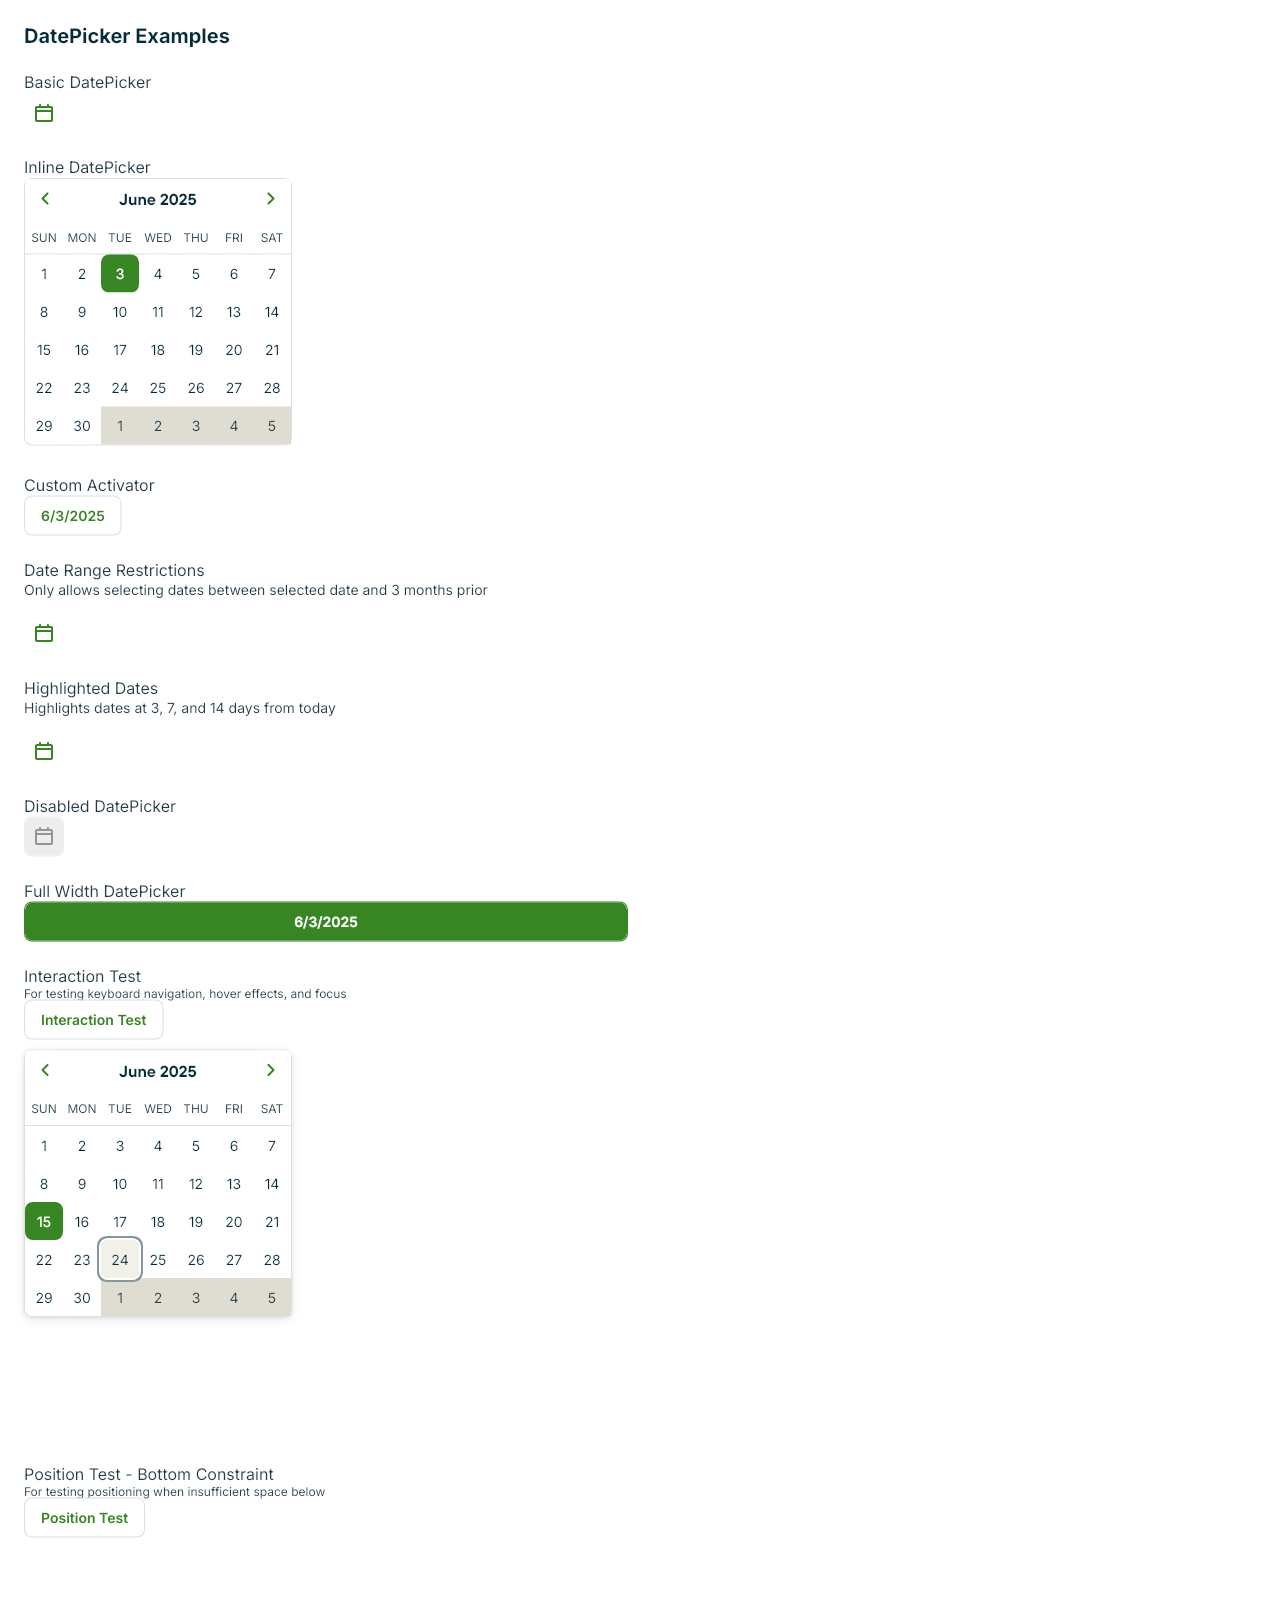 DatePicker Examples
Basic DatePicker
Inline DatePicker
June 2025
SUN MON TUE WED THU FRI SAT
1 2 3 4 5 6 7
8 9 10 11 12 13 14
15 16 17 18 19 20 21
22 23 24 25 26 27 28
29 30 1 2 3 4 5
Custom Activator
6/3/2025
Date Range Restrictions
Only allows selecting dates between selected date and 3 months prior
Highlighted Dates
Highlights dates at 3, 7, and 14 days from today
Disabled DatePicker
Full Width DatePicker
6/3/2025
Interaction Test
For testing keyboard navigation, hover effects, and focus
Interaction Test
June 2025
SUN MON TUE WED THU FRI SAT
1 2 3 4 5 6 7
8 9 10 11 12 13 14
15 16 17 18 19 20 21
22 23 24 25 26 27 28
29 30 1 2 3 4 5
Position Test - Bottom Constraint
For testing positioning when insufficient space below
Position Test